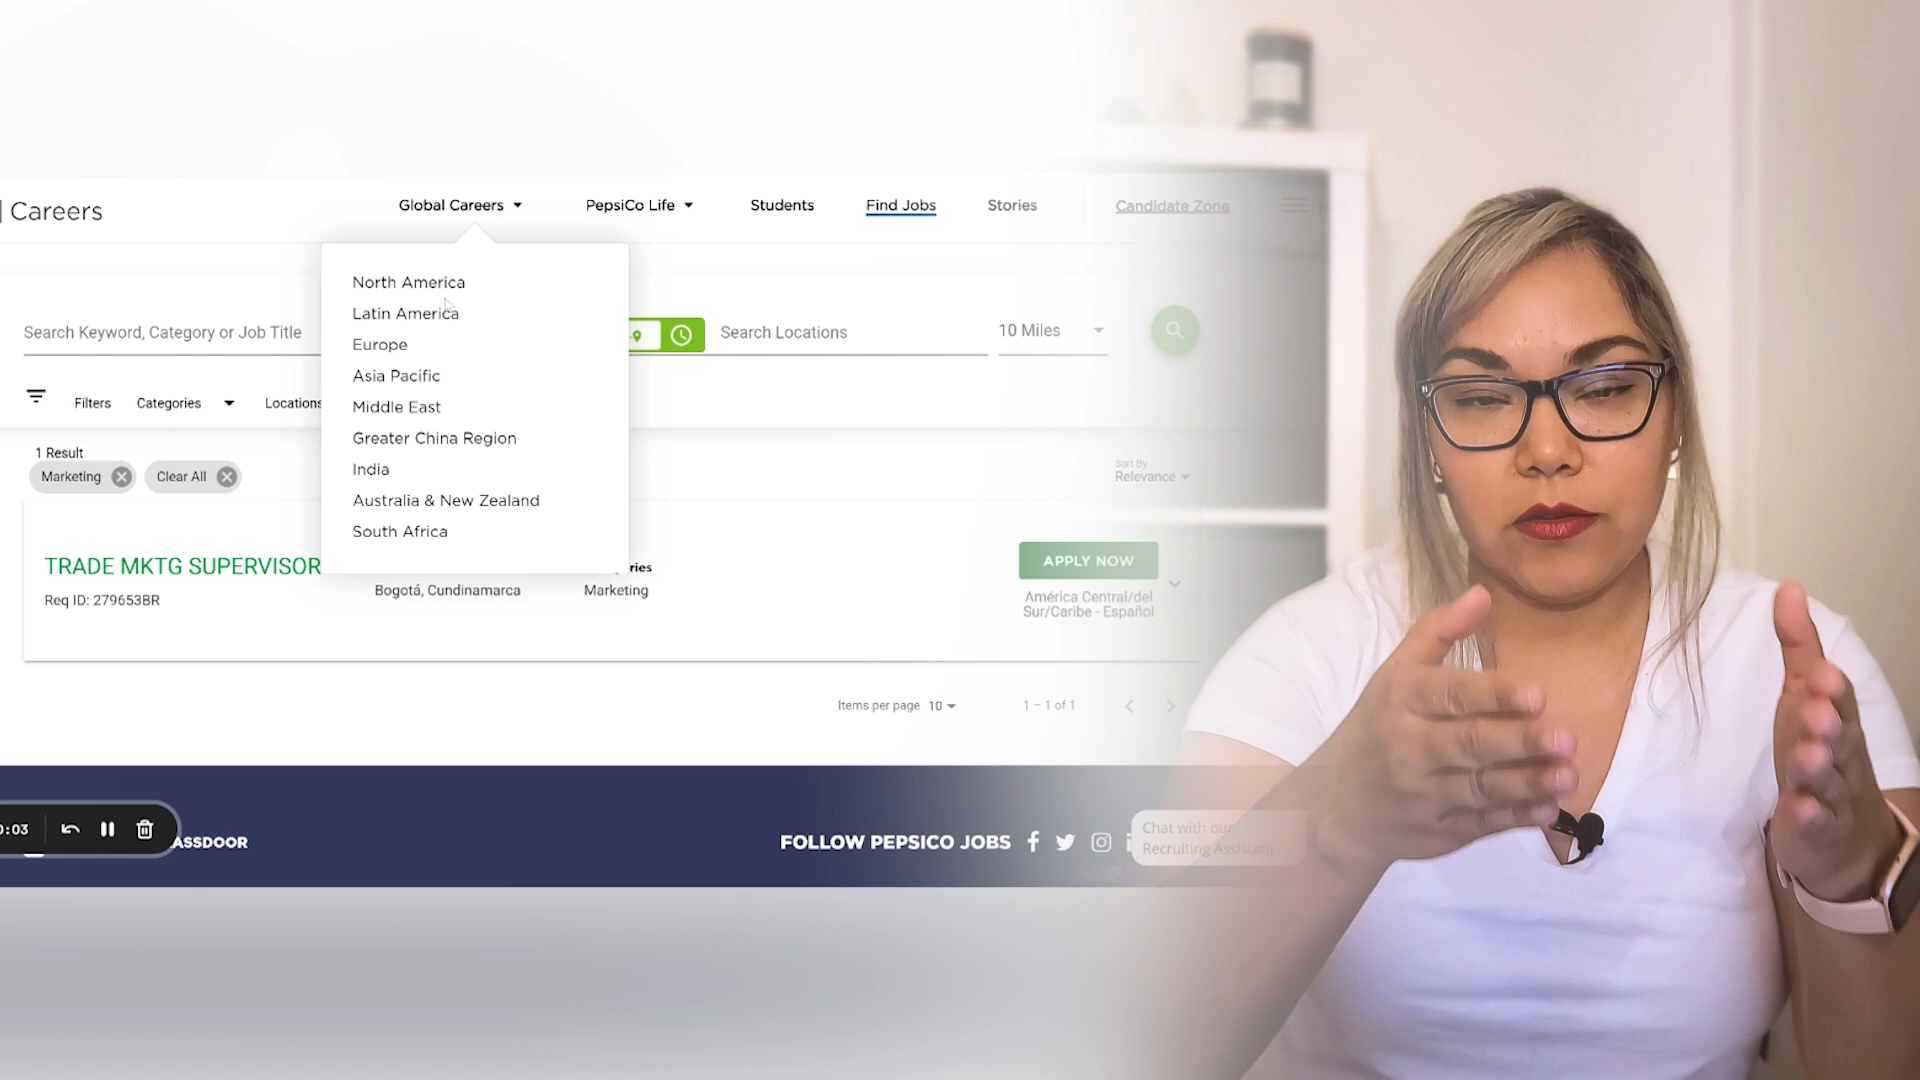 Careers
Global Careers
PepsiCo Life
Students
Find Jobs
Stories
Candidate Zone
North America
Latin America
Europe
Asia Pacific
Middle East
Greater China Region
India
Australia & New Zealand
South Africa
Search Keyword, Category or Job Title
Search Locations
10 Miles
Filters
Categories
Locations
1 Result
Marketing
Clear All
Sort By
Relevance
TRADE MKTG SUPERVISOR
Req ID: 279653BR
Bogotá, Cundinamarca
ries
Marketing
APPLY NOW
América Central/del
Sur/Caribe - Español
Items per page 10
1 – 1 of 1
0:03
ASSDOOR
FOLLOW PEPSICO JOBS
Chat with our
Recruiting Assistant